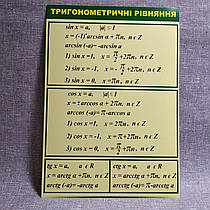 ТРИГОНОМЕТРИЧНІ РІВНЯННЯ
sin x = a, |a| ≤ 1
x = (-1)ⁿarcsin a + πn, n є Z
arcsin (-a)=-arcsin a
1) sin x=1, x= π/2 +2πn, n є Z
2) sin x=-1, x= - π/2 +2πn, n є Z
3) sin x=0, x =πn, n є Z
cos x = a, |a| ≤ 1
x = ±arccos a + 2πn, n є Z
arccos (-a)=π-arccos a
1) cos x=1, x= 2πn, n є Z
2) cos x=-1, x= π+2πn, n є Z
3) cos x=0, x= π/2 +πn, n є Z
tg x = a, a є R
x = arctg a +πn, n є Z
arctg (-a)=-arctg a
ctg x = a, a є R
x = arcctg a +πn, n є Z
arcctg (-a)=π-arcctg a